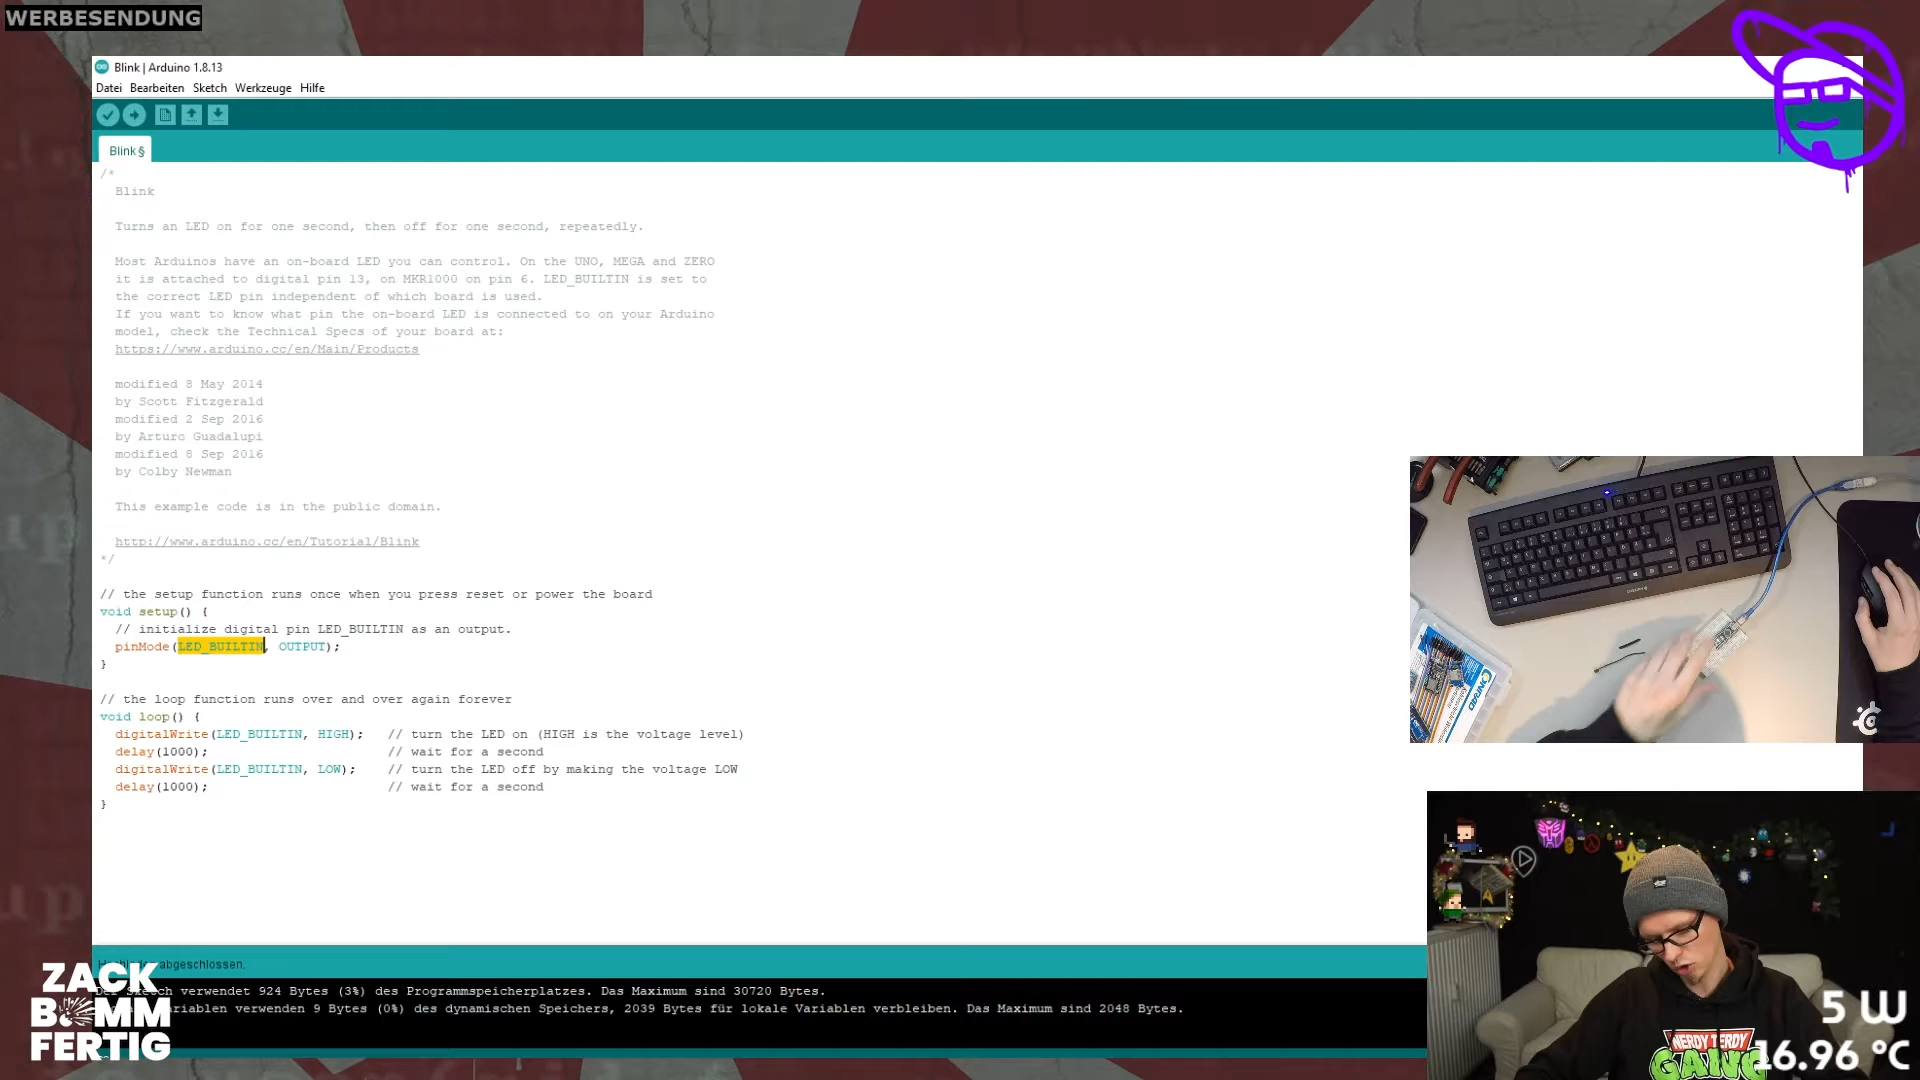 WERBESENDUNG
Blink | Arduino 1.8.13
Datei Bearbeiten Sketch Werkzeuge Hilfe
Blink §
/*
Blink
Turns an LED on for one second, then off for one second, repeatedly.
Most Arduinos have an on-board LED you can control. On the UNO, MEGA and ZERO
it is attached to digital pin 13, on MKR1000 on pin 6. LED_BUILTIN is set to
the correct LED pin independent of which board is used.
If you want to know what pin the on-board LED is connected to on your Arduino
model, check the Technical Specs of your board at:
https://www.arduino.cc/en/Main/Products
modified 8 May 2014
by Scott Fitzgerald
modified 2 Sep 2016
by Arturo Guadalupi
modified 8 Sep 2016
by Colby Newman
This example code is in the public domain.
http://www.arduino.cc/en/Tutorial/Blink
*/
// the setup function runs once when you press reset or power the board
void setup() {
// initialize digital pin LED_BUILTIN as an output.
pinMode(LED_BUILTIN, OUTPUT);
}
// the loop function runs over and over again forever
void loop() {
digitalWrite(LED_BUILTIN, HIGH); // turn the LED on (HIGH is the voltage level)
delay(1000); // wait for a second
digitalWrite(LED_BUILTIN, LOW); // turn the LED off by making the voltage LOW
delay(1000); // wait for a second
}
CONRAD
abgeschlossen.
Sketch verwendet 924 Bytes (3%) des Programmspeicherplatzes. Das Maximum sind 30720 Bytes.
verwenden 9 Bytes (0%) des dynamischen Speichers, 2039 Bytes für lokale Variablen verbleiben. Das Maximum sind 2048 Bytes.
ZACK
BOMM
FERTIG
NERDY TERDY
GANG
5 W
16.96 °C